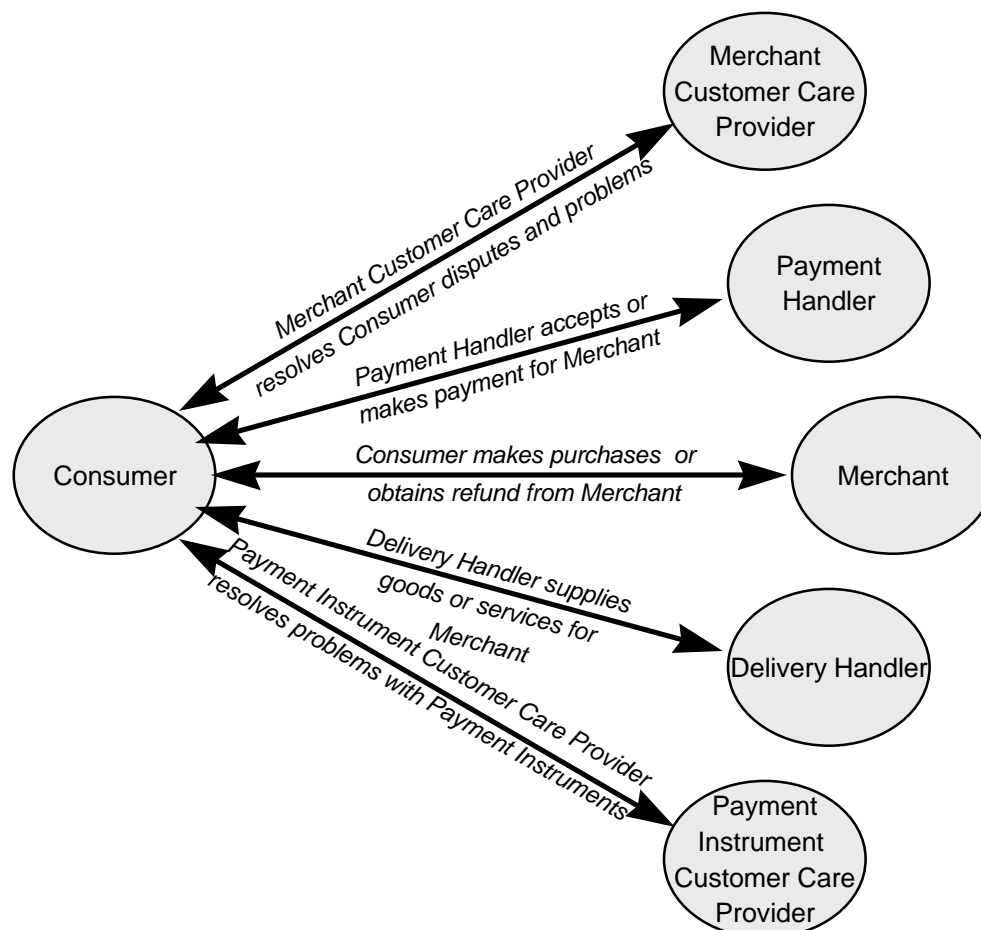 Merchant
Customer Care
Provider
Merchant Customer Care Provider
resolves Consumer disputes and problems
Payment
Handler
Payment Handler accepts or
makes payment for Merchant
Consumer
Consumer makes purchases or
obtains refund from Merchant
Merchant
Delivery Handler supplies
goods or services for
Merchant
Delivery Handler
Payment Instrument Customer Care Provider
resolves problems with Payment Instruments
Payment
Instrument
Customer Care
Provider